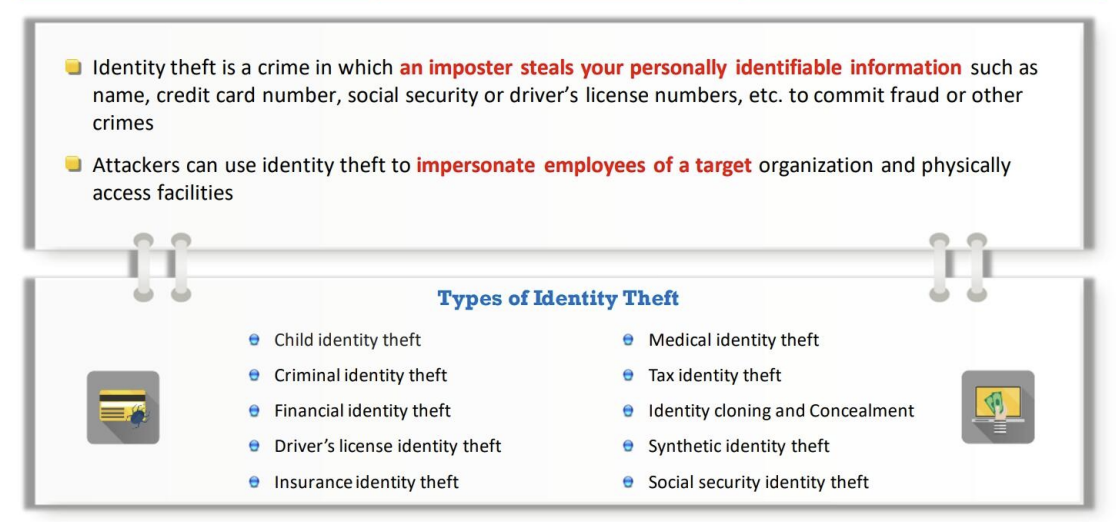 Identity theft is a crime in which an imposter steals your personally identifiable information such as
name, credit card number, social security or driver's license numbers, etc. to commit fraud or other
crimes
Attackers can use identity theft to impersonate employees of a target organization and physically
access facilities
Types of Identity Theft
Child identity theft
Criminal identity theft
Financial identity theft
Driver's license identity theft
Insurance identity theft
Medical identity theft
Tax identity theft
Identity cloning and Concealment
Synthetic identity theft
Social security identity theft